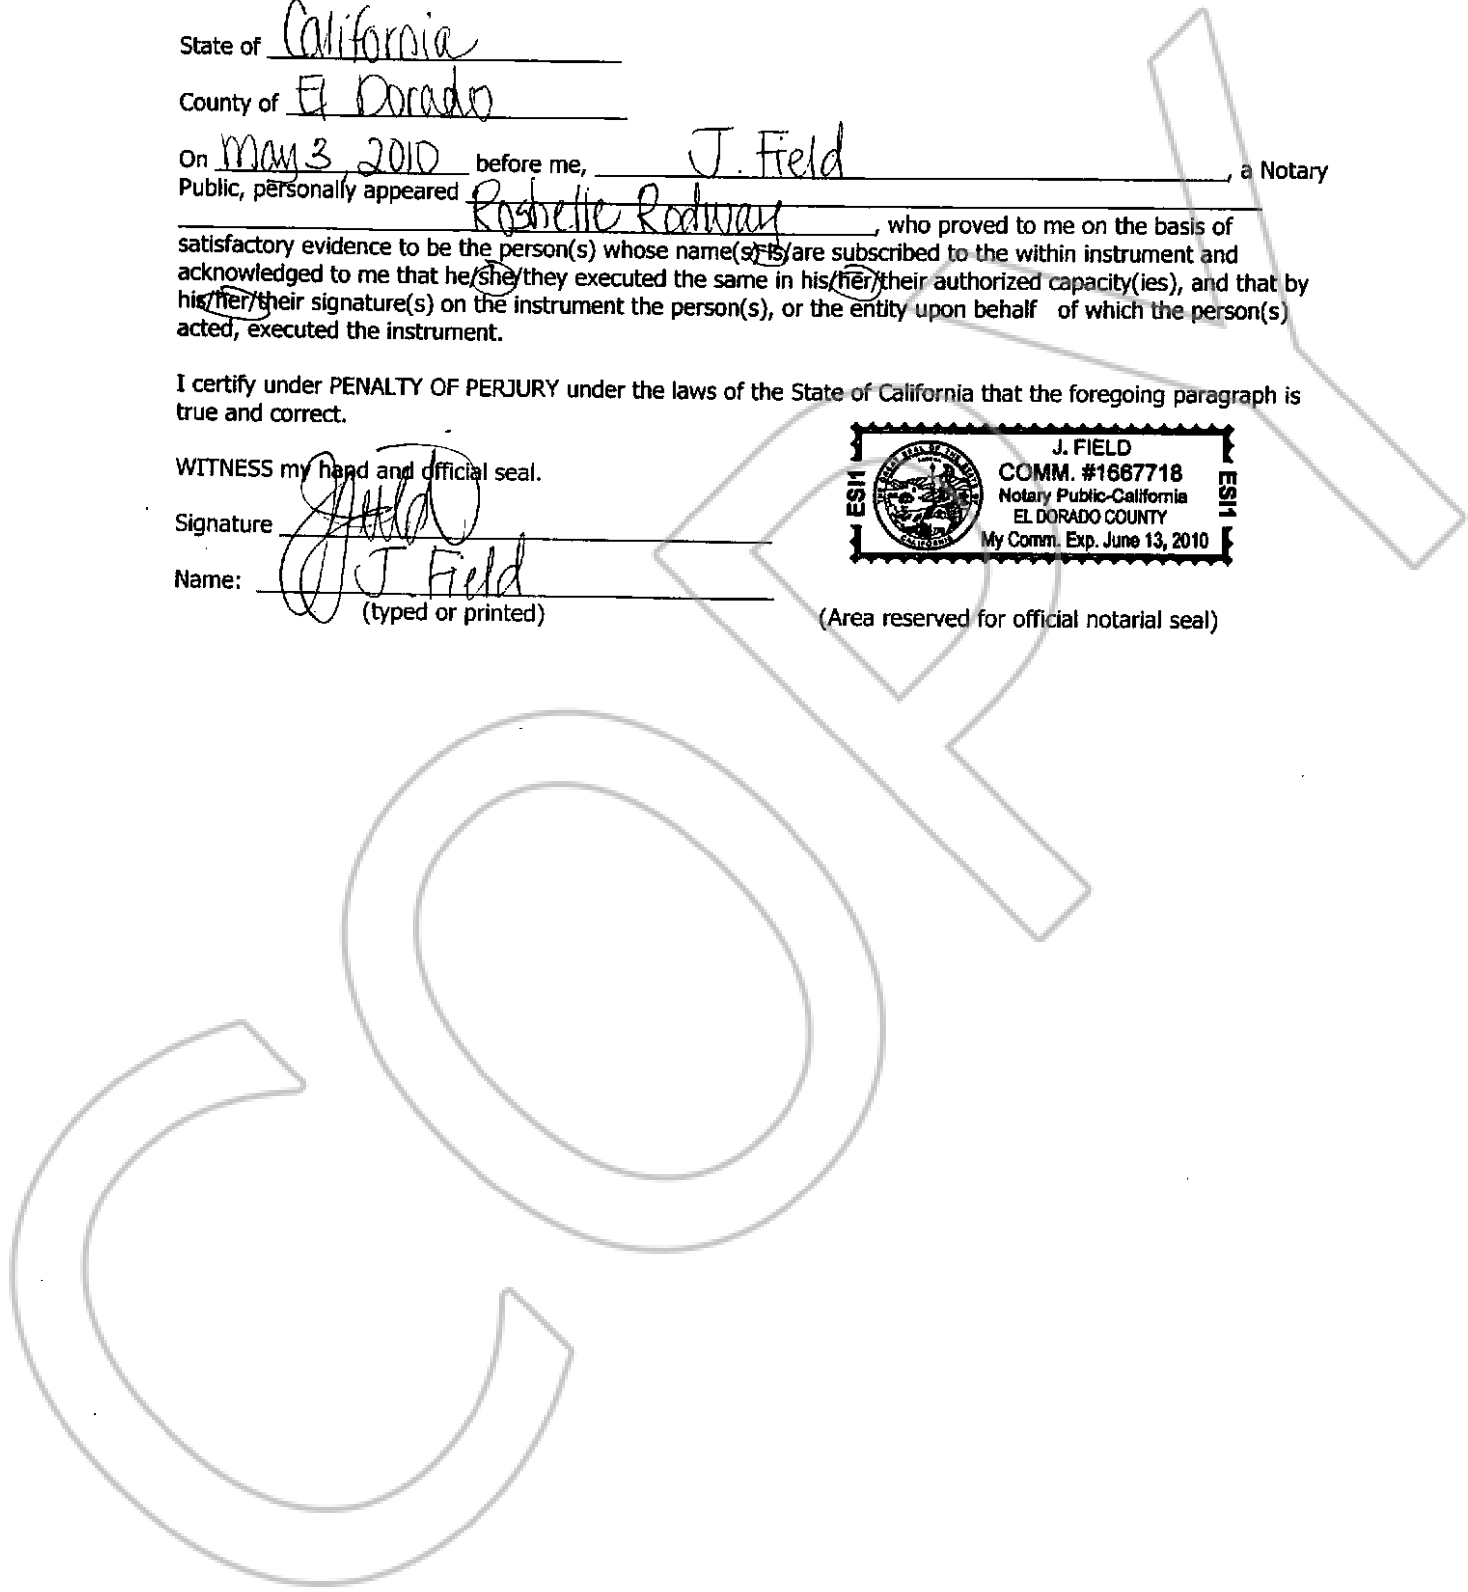 State of California
County of El Dorado
On May 3, 2010 before me, J. Field, a Notary
Public, personally appeared
Rosbelle Rodway, who proved to me on the basis of
satisfactory evidence to be the person(s) whose name(s) is/are subscribed to the within instrument and
acknowledged to me that he/she/they executed the same in his/her/their authorized capacity(ies), and that by
his/her/their signature(s) on the instrument the person(s), or the entity upon behalf of which the person(s)
acted, executed the instrument.
I certify under PENALTY OF PERJURY under the laws of the State of California that the foregoing paragraph is
true and correct.
WITNESS my hand and official seal.
Signature J Field
Name: J Field
(typed or printed)
ESI1
J. FIELD
COMM. #1667718
Notary Public-California
EL DORADO COUNTY
My Comm. Exp. June 13, 2010
ESI1
(Area reserved for official notarial seal)
COPY